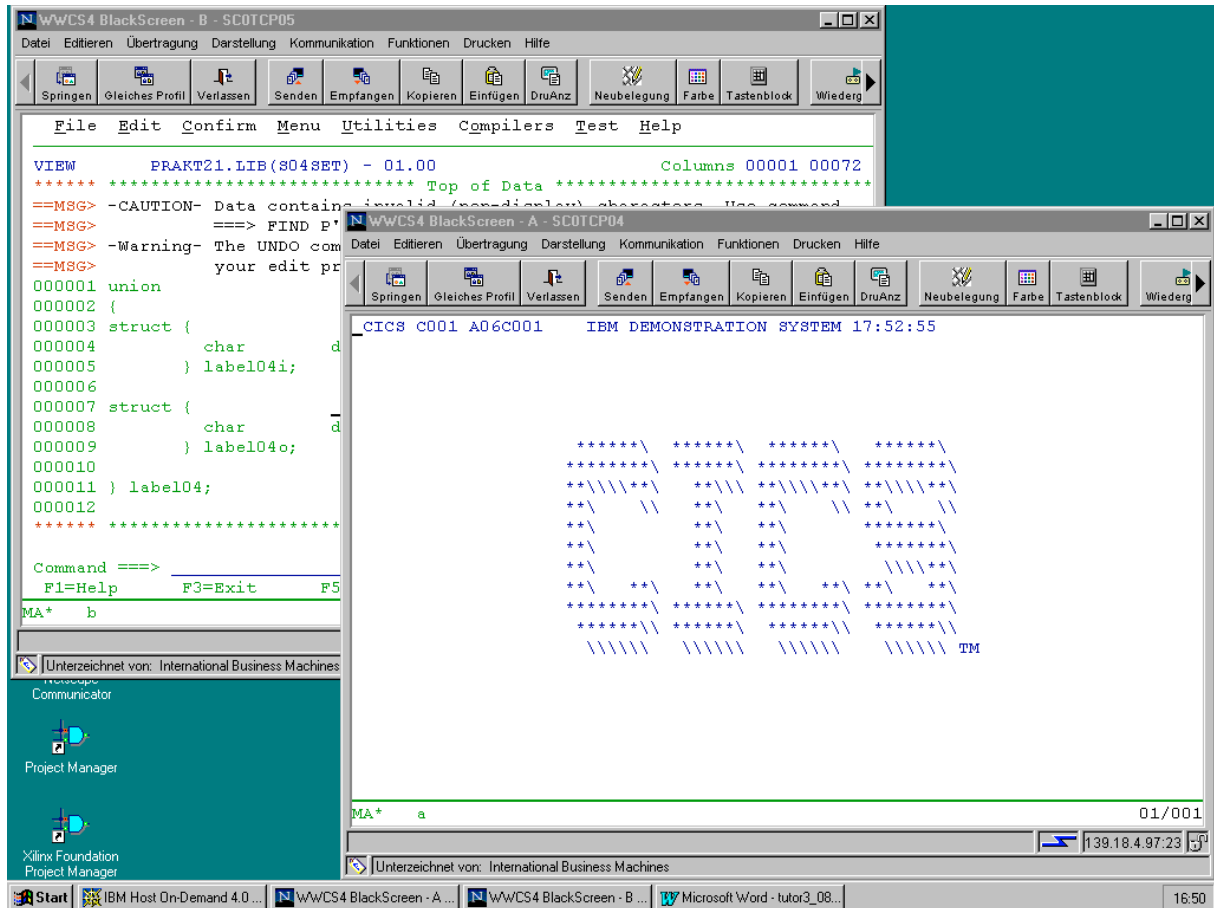 WWCS4 BlackScreen - B - SC0TCP05
Datei Editieren Übertragung Darstellung Kommunikation Funktionen Drucken Hilfe
Springen Gleiches Profil Verlassen Senden Empfangen Kopieren Einfügen DruAnz Neubelegung Farbe Tastenblock Wiederg
File Edit Confirm Menu Utilities Compilers Test Help
VIEW PRAKT21.LIB(S04SET) - 01.00 Columns 00001 00072
****** ***************************** Top of Data ******************************
==MSG> -CAUTION- Data contains invalid (non-display) characters. Use command
==MSG> ===> FIND P'
==MSG> -Warning- The UNDO com
==MSG> your edit pr
000001 union
000002 {
000003 struct {
000004 char d
000005 } label04i;
000006
000007 struct {
000008 char d
000009 } label04o;
000010
000011 } label04;
000012
****** **********************
Command ===>
F1=Help F3=Exit F5
MA* b
Unterzeichnet von: International Business Machines
WWCS4 BlackScreen - A - SC0TCP04
Datei Editieren Übertragung Darstellung Kommunikation Funktionen Drucken Hilfe
Springen Gleiches Profil Verlassen Senden Empfangen Kopieren Einfügen DruAnz Neubelegung Farbe Tastenblock Wiederg
_CICS C001 A06C001 IBM DEMONSTRATION SYSTEM 17:52:55
******\ ******\ ******\ ******\
********\ ******\ ********\ ********\
**\\\\**\ **\\\ **\\\\**\ **\\\\**\
**\ \\ **\ **\ \\ **\ \\
**\ **\ **\ *******\
**\ **\ **\ *******\
**\ **\ **\ \\\\**\
**\ **\ **\ **\ **\ **\ **\
********\ ******\ ********\ ********\
******\\ ******\ ******\\ ******\\
\\\\\\ \\\\\\ \\\\\\ \\\\\\ TM
MA* a 01/001
139.18.4.97:23
Unterzeichnet von: International Business Machines
Communicator
Project Manager
Xilinx Foundation
Project Manager
Start IBM Host On-Demand 4.0 ... WWCS4 BlackScreen - A ... WWCS4 BlackScreen - B ... Microsoft Word - tutor3_08... 16:50